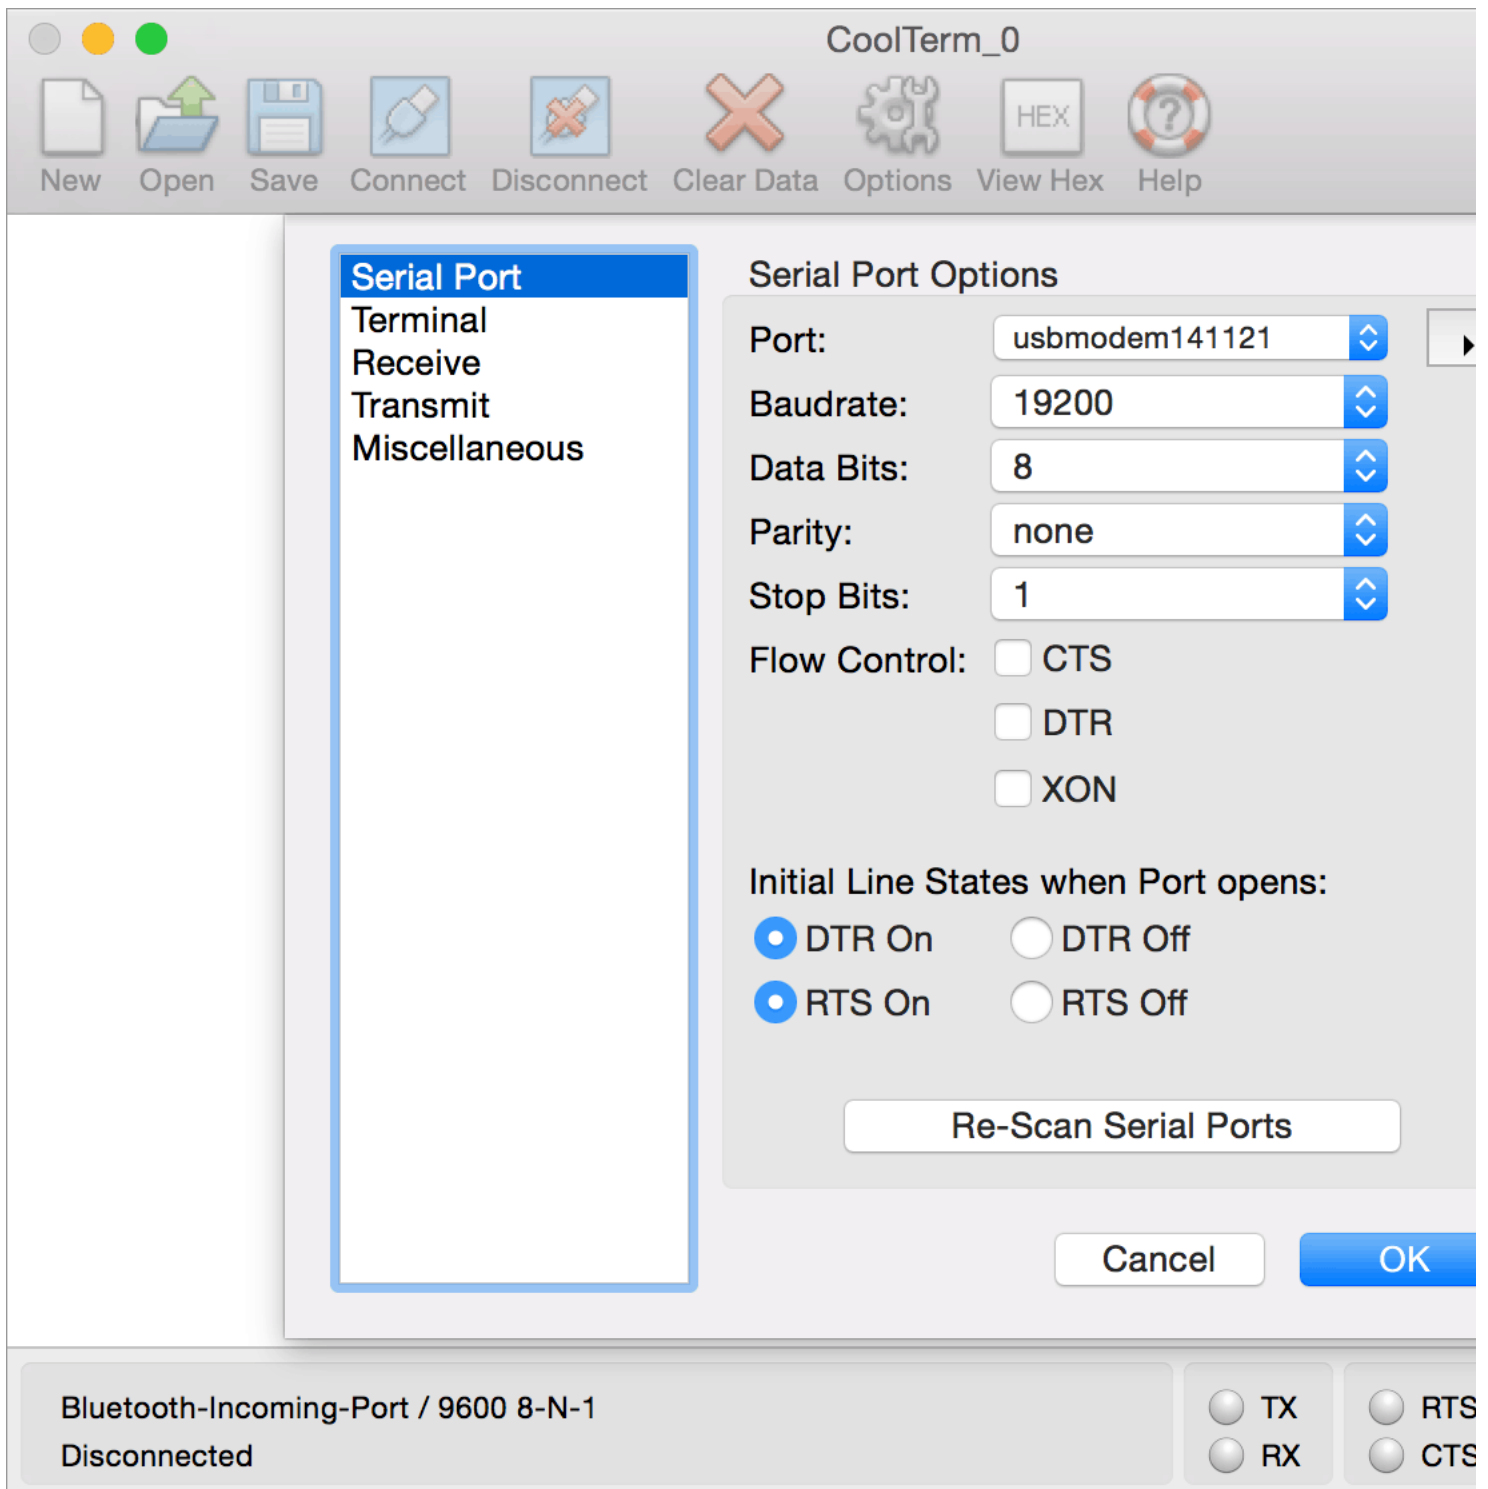 CoolTerm_0
HEX
New Open Save Connect Disconnect Clear Data Options View Hex Help
Serial Port
Terminal
Receive
Transmit
Miscellaneous
Serial Port Options
Port: usbmodem141121
Baudrate: 19200
Data Bits: 8
Parity: none
Stop Bits: 1
Flow Control: CTS
DTR
XON
Initial Line States when Port opens:
DTR On DTR Off
RTS On RTS Off
Re-Scan Serial Ports
Cancel OK
Bluetooth-Incoming-Port / 9600 8-N-1
Disconnected
TX RTS
RX CTS